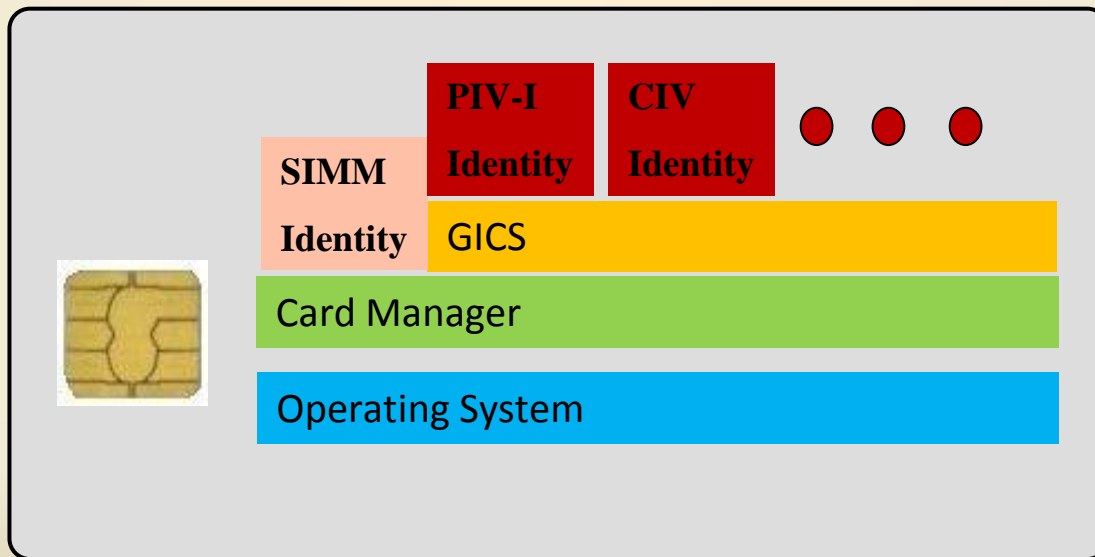 PIV-I
Identity
CIV
Identity
SIMM
Identity
GICS
Card Manager
Operating System